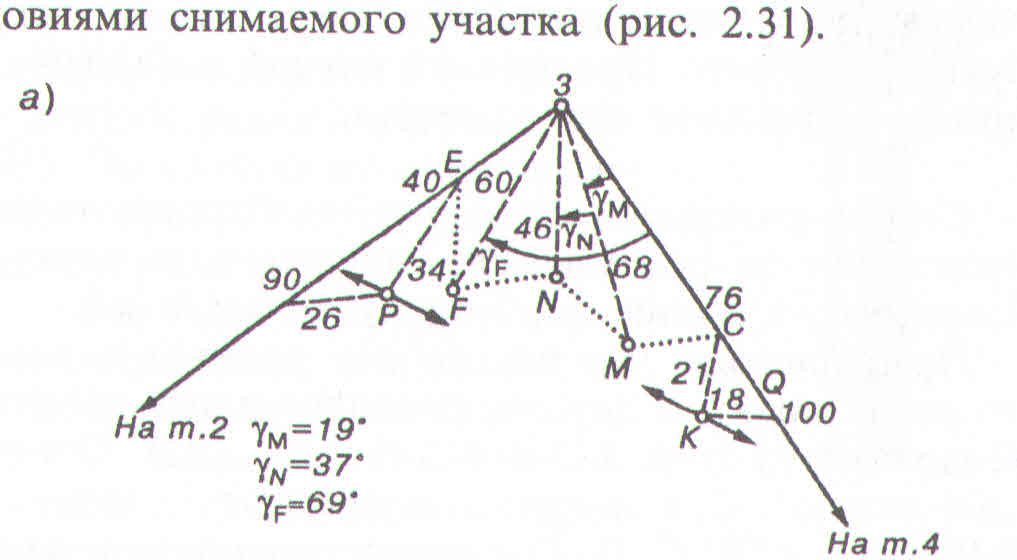 овиями снимаемого участка (рис. 2.31).
а)
3
E
40
60
γM
46
γN
90
34
γF
68
F
N
76
26
P
C
M
21
Q
18
100
K
На т.2
γM=19°
γN=37°
γF=69°
На т.4